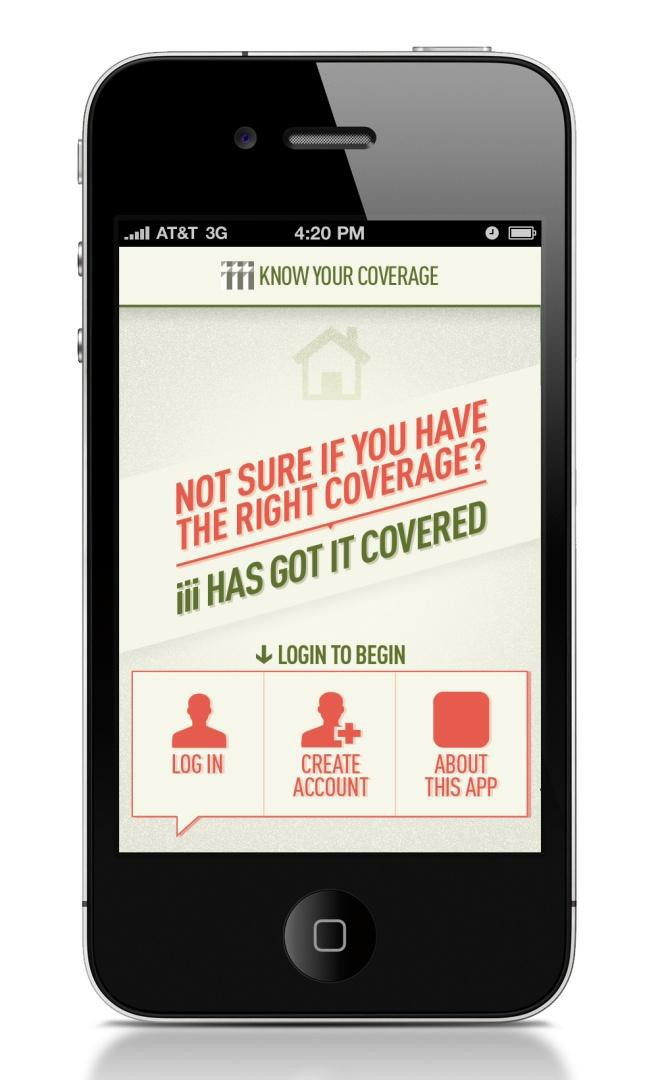 AT&T 3G 4:20 PM
iii KNOW YOUR COVERAGE
NOT SURE IF YOU HAVE
THE RIGHT COVERAGE?
iii HAS GOT IT COVERED
LOGIN TO BEGIN
LOG IN
CREATE
ACCOUNT
ABOUT
THIS APP